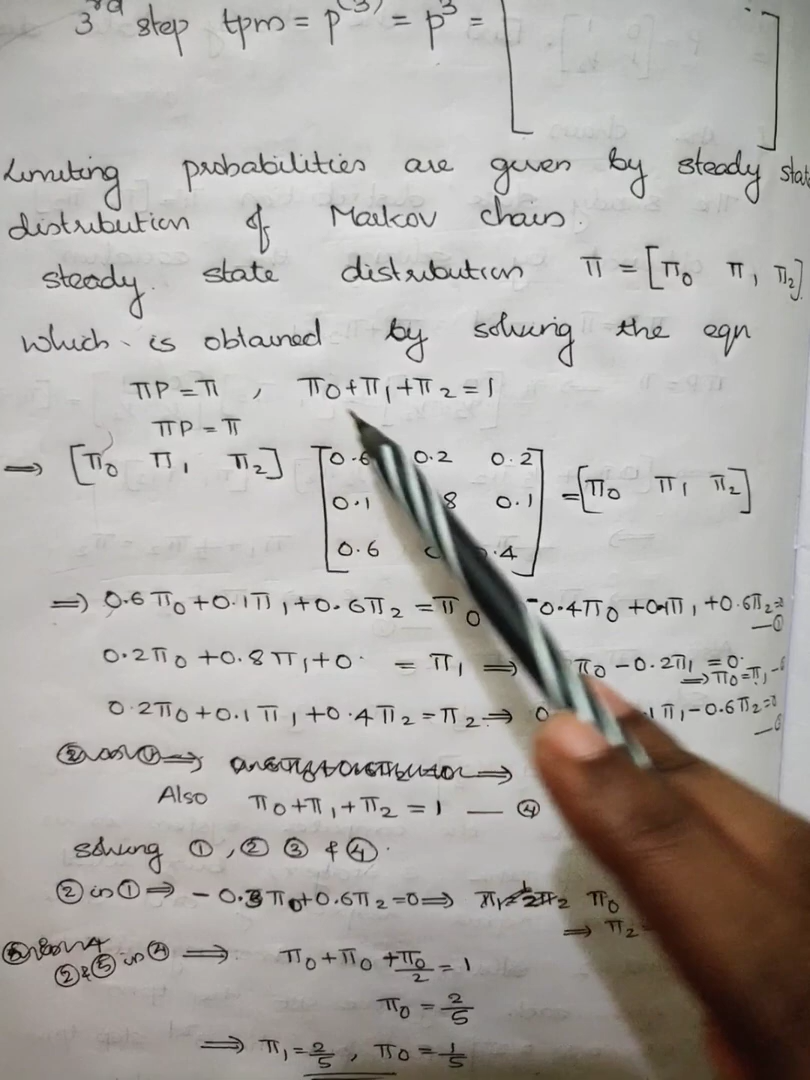 3rd step tpm = P^(3) = P^3 = [ ]
Limiting probabilities are given by steady stat
distribution of Markov chain.
steady state distribution π = [π0 π1 π2]
which is obtained by solving the eqn
πP = π , π0+π1+π2 = 1
πP = π
⇒ [π0 π1 π2] [0.6 0.2 0.2] = [π0 π1 π2]
0.1 8 0.1
0.6 .4
⇒ 0.6π0 + 0.1π1 + 0.6π2 = π0 -0.4π0 + 0.1π1 + 0.6π2 = —①
0.2π0 + 0.8π1 + 0 = π1 ⇒ π0 - 0.2π1 = 0 ⇒ π0 = π1
0.2π0 + 0.1π1 + 0.4π2 = π2 ⇒ 0 1π1 - 0.6π2 = 0
Also π0+π1+π2 = 1 — ④
solving ①, ② ③ & ④.
② in ① ⇒ - 0.3π0 + 0.6π2 = 0 ⇒ π0
⇒ π2 =
② & ⑤ in ④ ⇒ π0 + π0 + π0/2 = 1
π0 = 2/5
⇒ π1 = 2/5 , π0 = 1/5